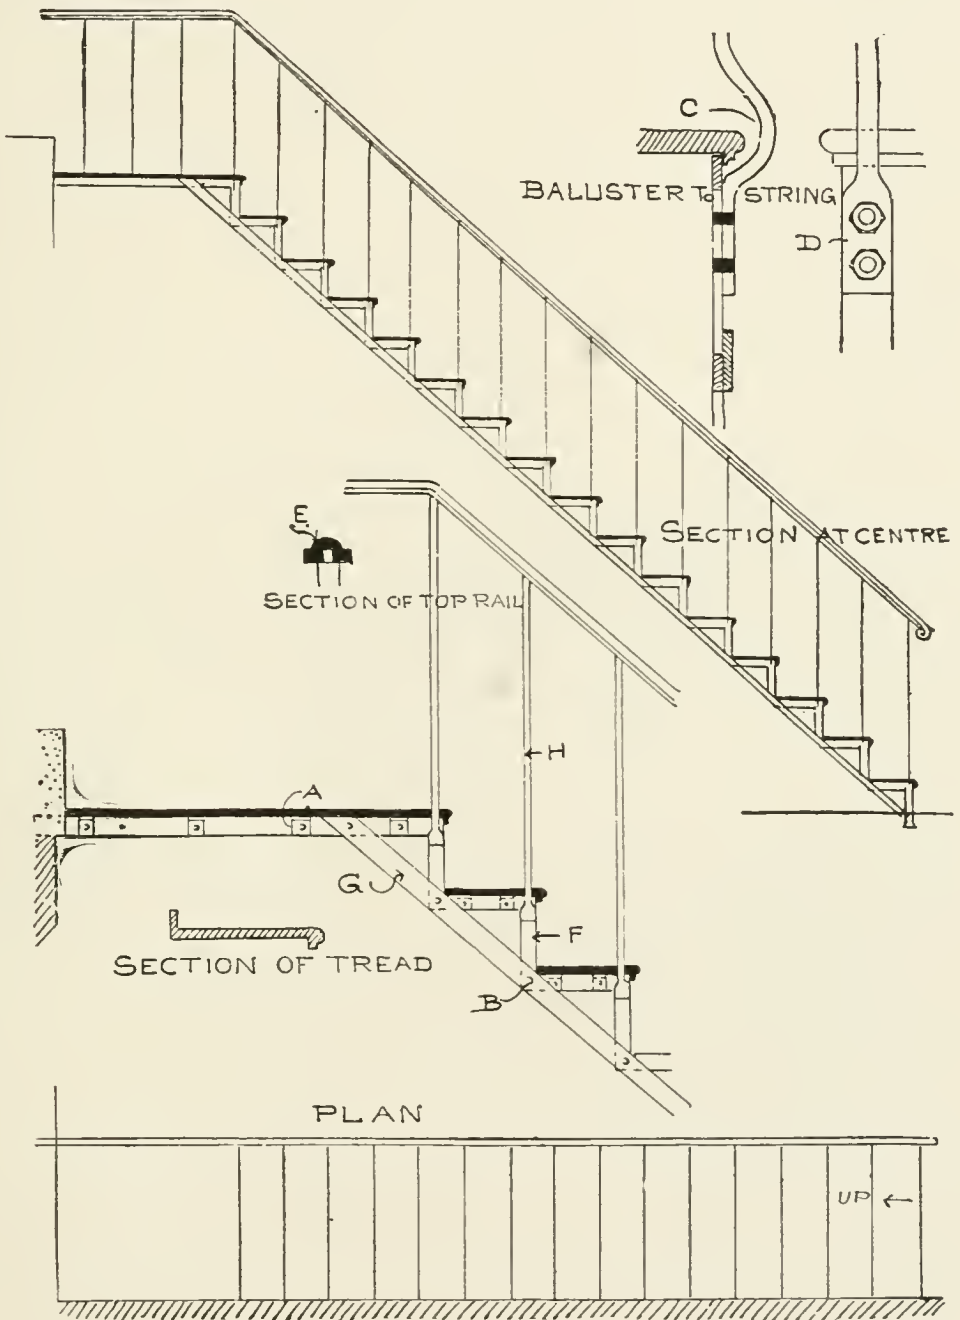 C
BALUSTER To STRING
D
SECTION AT CENTRE
E
SECTION OF TOP RAIL
H
A
G
F
SECTION OF TREAD
B
PLAN
UP